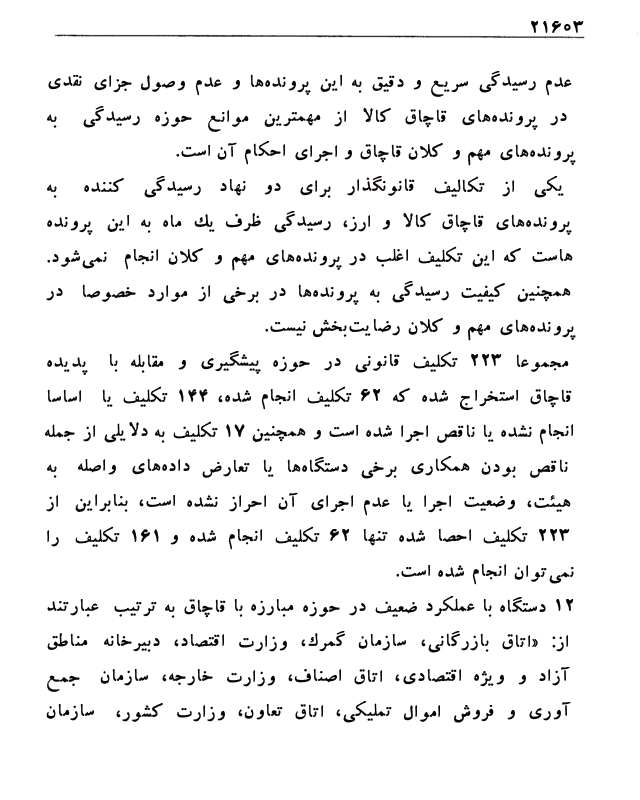 ۲۱۶۰۳
عدم رسیدگی سریع و دقیق به این پرونده‌ها و عدم وصول جزای نقدی
در پرونده‌های قاچاق کالا از مهمترین موانع حوزه رسیدگی به
پرونده‌های مهم و کلان قاچاق و اجرای احکام آن است.
یکی از تکالیف قانونگذار برای دو نهاد رسیدگی کننده به
پرونده‌های قاچاق کالا و ارز، رسیدگی ظرف یك ماه به این پرونده
هاست که این تکلیف اغلب در پرونده‌های مهم و کلان انجام نمی‌شود.
همچنین کیفیت رسیدگی به پرونده‌ها در برخی از موارد خصوصا در
پرونده‌های مهم و کلان رضایت‌بخش نیست.
مجموعا ۲۲۳ تکلیف قانونی در حوزه پیشگیری و مقابله با پدیده
قاچاق استخراج شده که ۶۲ تکلیف انجام شده، ۱۴۴ تکلیف یا اساسا
انجام نشده یا ناقص اجرا شده است و همچنین ۱۷ تکلیف به دلایلی از جمله
ناقص بودن همکاری برخی دستگاه‌ها یا تعارض داده‌های واصله به
هیئت، وضعیت اجرا یا عدم اجرای آن احراز نشده است، بنابراین از
۲۲۳ تکلیف احصا شده تنها ۶۲ تکلیف انجام شده و ۱۶۱ تکلیف را
نمی‌توان انجام شده است.
۱۲ دستگاه با عملکرد ضعیف در حوزه مبارزه با قاچاق به ترتیب عبارتند
از: «اتاق بازرگانی، سازمان گمرك، وزارت اقتصاد، دبیرخانه مناطق
آزاد و ویژه اقتصادی، اتاق اصناف، وزارت خارجه، سازمان جمع
آوری و فروش اموال تملیکی، اتاق تعاون، وزارت کشور، سازمان